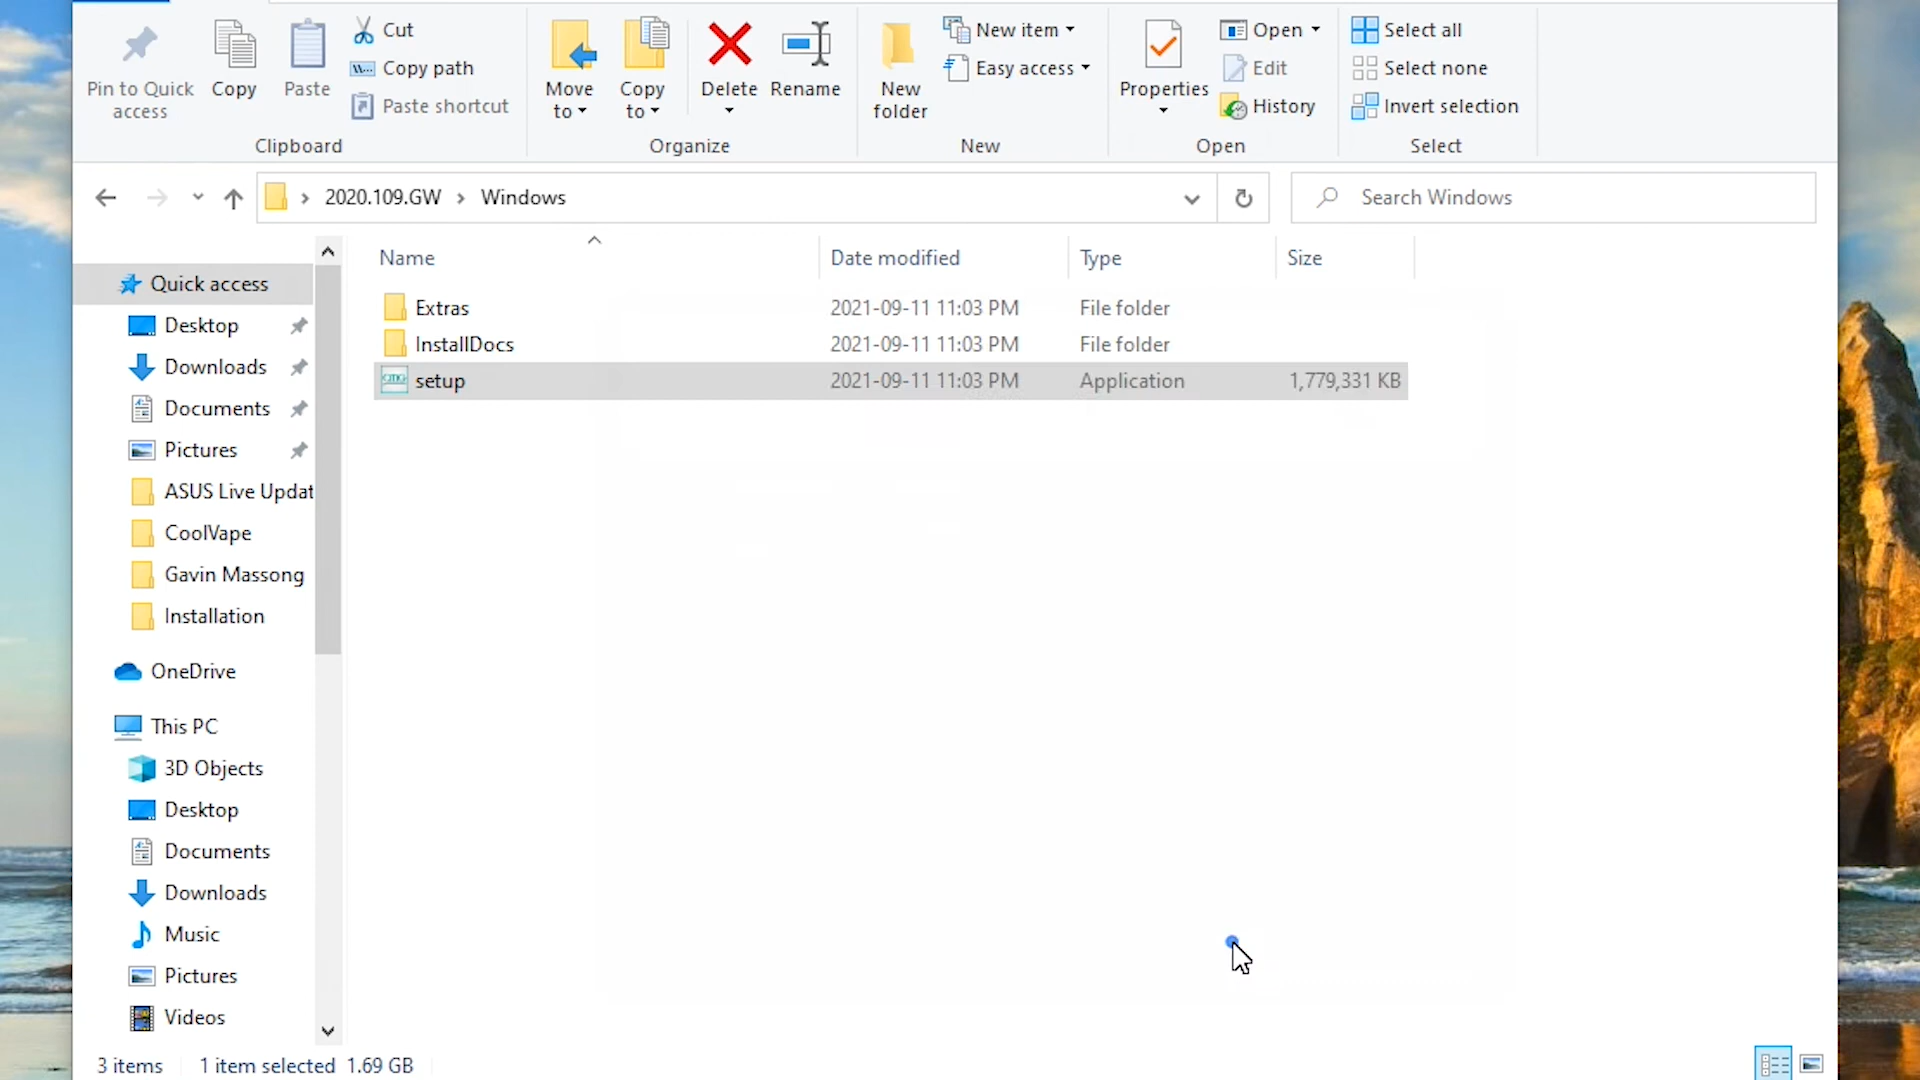 Pin to Quick access
Copy
Paste
Cut
Copy path
Paste shortcut
Clipboard
Move to
Copy to
Delete
Rename
Organize
New folder
New item
Easy access
New
Properties
Open
Edit
History
Open
Select all
Select none
Invert selection
Select
2020.109.GW
Windows
Search Windows
Name Date modified Type Size
Extras 2021-09-11 11:03 PM File folder
InstallDocs 2021-09-11 11:03 PM File folder
setup 2021-09-11 11:03 PM Application 1,779,331 KB
Quick access
Desktop
Downloads
Documents
Pictures
ASUS Live Updat
CoolVape
Gavin Massong
Installation
OneDrive
This PC
3D Objects
Desktop
Documents
Downloads
Music
Pictures
Videos
3 items 1 item selected 1.69 GB